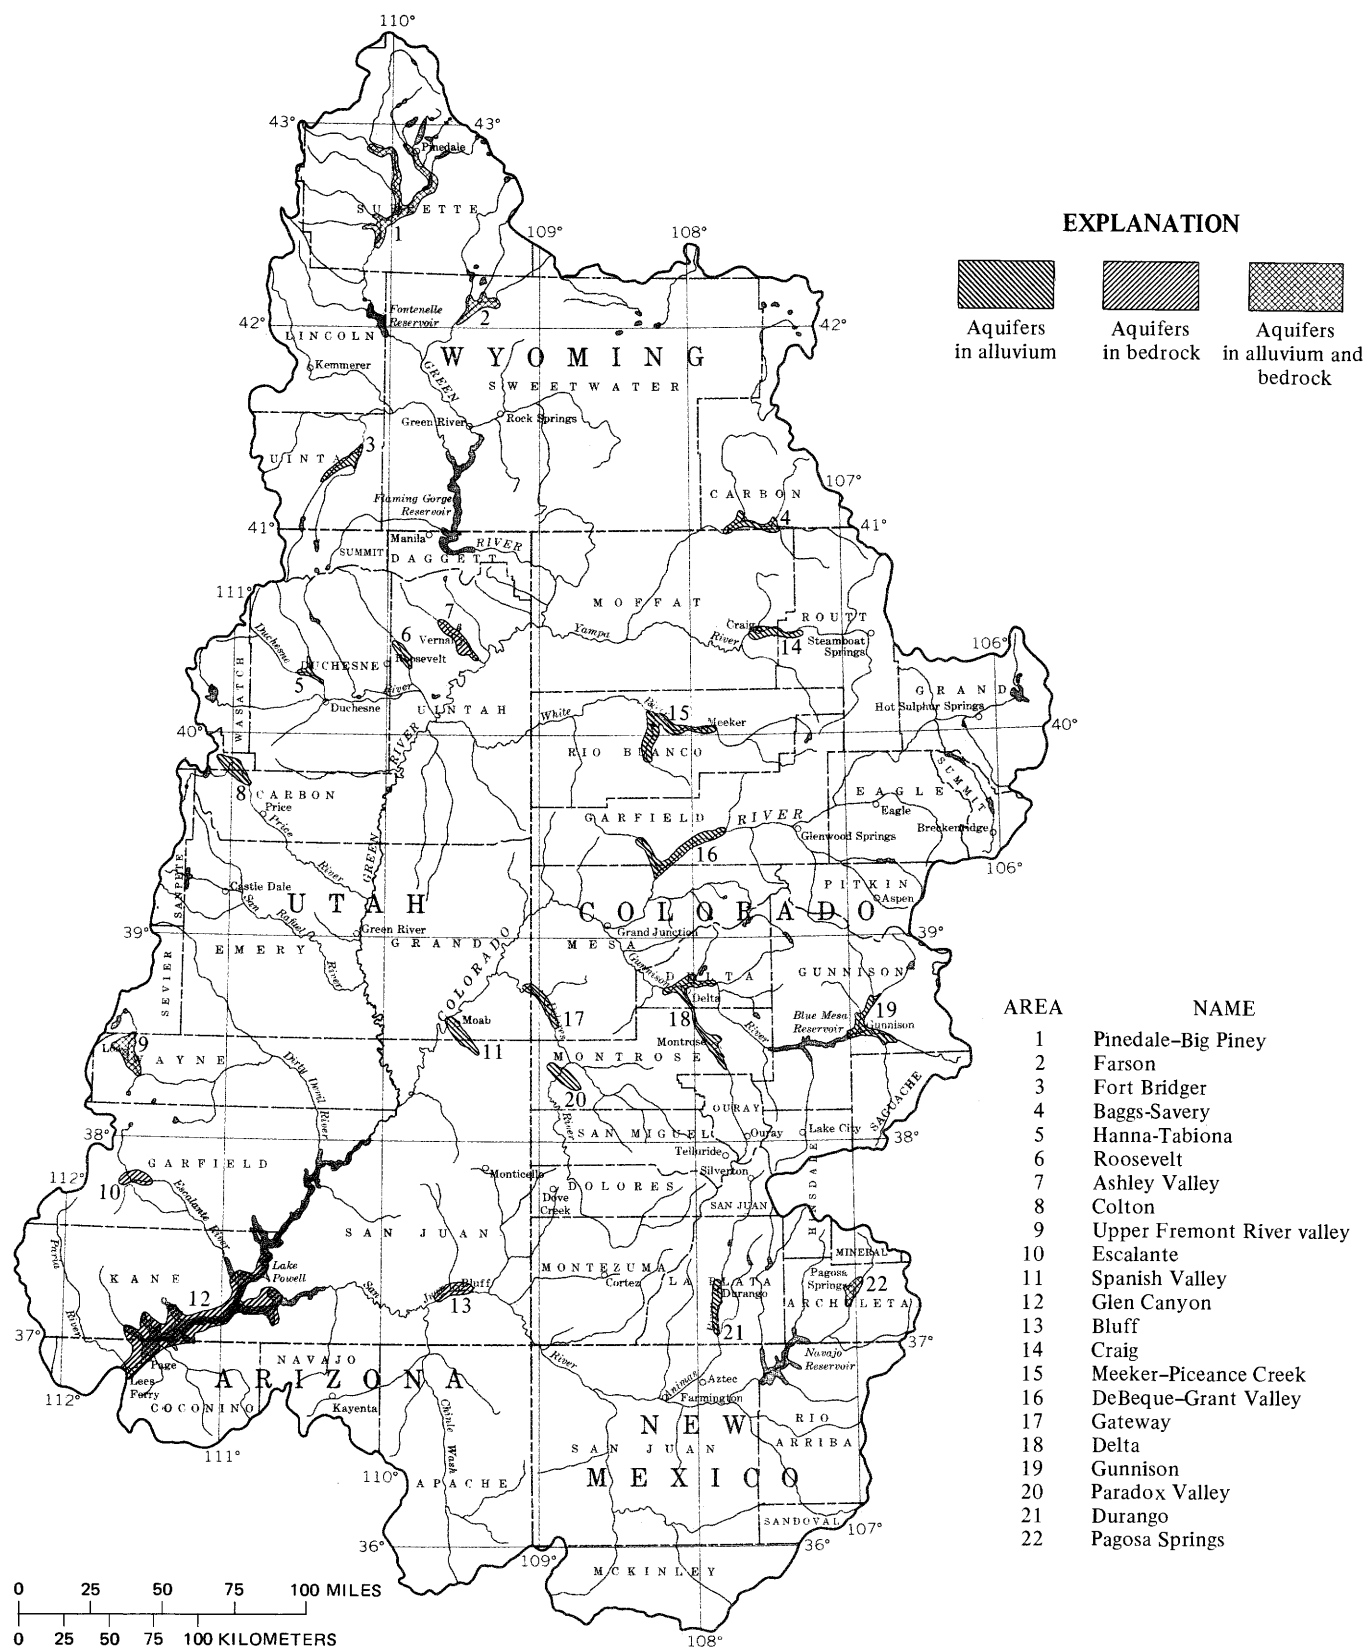 110°
43°
43°
Pinedale
SUBLETTE
1
109°
108°
EXPLANATION
Aquifers
in alluvium
Aquifers
in bedrock
Aquifers
in alluvium and
bedrock
Fontenelle
Reservoir
2
42°
42°
LINCOLN
WYOMING
Kemmerer
GREEN
SWEETWATER
Green River
Rock Springs
3
UINTA
107°
Flaming Gorge
Reservoir
CARBON
4
41°
41°
Manila
RIVER
SUMMIT
DAGGETT
111°
MOFFAT
7
Craig
ROUTT
Duchesne
6
Vernal
Yampa
River
14
Steamboat
Springs
106°
WASATCH
DUCHESNE
Roosevelt
5
River
Duchesne
UINTAH
White
15
Meeker
GRAND
Hot Sulphur Springs
40°
40°
RIVER
RIO BLANCO
SUMMIT
8
CARBON
Price
Price
River
EAGLE
Eagle
GARFIELD
RIVER
Glenwood Springs
Breckenridge
16
106°
GREEN
SANPETE
Castle Dale
San
Rafael
River
UTAH
PITKIN
Aspen
COLORADO
Green River
Grand Junction
39°
39°
EMERY
GRAND
MESA
COLORADO
Gunnison
DELTA
GUNNISON
SEVIER
Delta
17
18
River
Blue Mesa
Reservoir
19
Gunnison
Moab
11
Montrose
MONTROSE
9
WAYNE
Dirty Devil River
20
River
OURAY
SAGUACHE
38°
SAN MIGUEL
Ouray
Lake City
38°
Telluride
GARFIELD
112°
10
Escalante River
Monticello
Silverton
HINSDALE
Dove
Creek
DOLORES
SAN JUAN
SAN JUAN
Paria
River
KANE
Lake
Powell
MONTEZUMA
Cortez
LA PLATA
Durango
MINERAL
Pagosa
Springs
22
ARCHULETA
12
San
Juan
Bluff
13
21
37°
37°
Page
Lees
Ferry
NAVAJO
ARIZONA
River
Navajo
Reservoir
Animas
Aztec
Farmington
112°
COCONINO
Kayenta
Chinle Wash
NEW
MEXICO
SAN JUAN
RIO
ARRIBA
111°
110°
APACHE
SANDOVAL
107°
36°
36°
109°
MCKINLEY
108°
AREA NAME
1 Pinedale–Big Piney
2 Farson
3 Fort Bridger
4 Baggs-Savery
5 Hanna-Tabiona
6 Roosevelt
7 Ashley Valley
8 Colton
9 Upper Fremont River valley
10 Escalante
11 Spanish Valley
12 Glen Canyon
13 Bluff
14 Craig
15 Meeker–Piceance Creek
16 DeBeque–Grant Valley
17 Gateway
18 Delta
19 Gunnison
20 Paradox Valley
21 Durango
22 Pagosa Springs
0 25 50 75 100 MILES
0 25 50 75 100 KILOMETERS